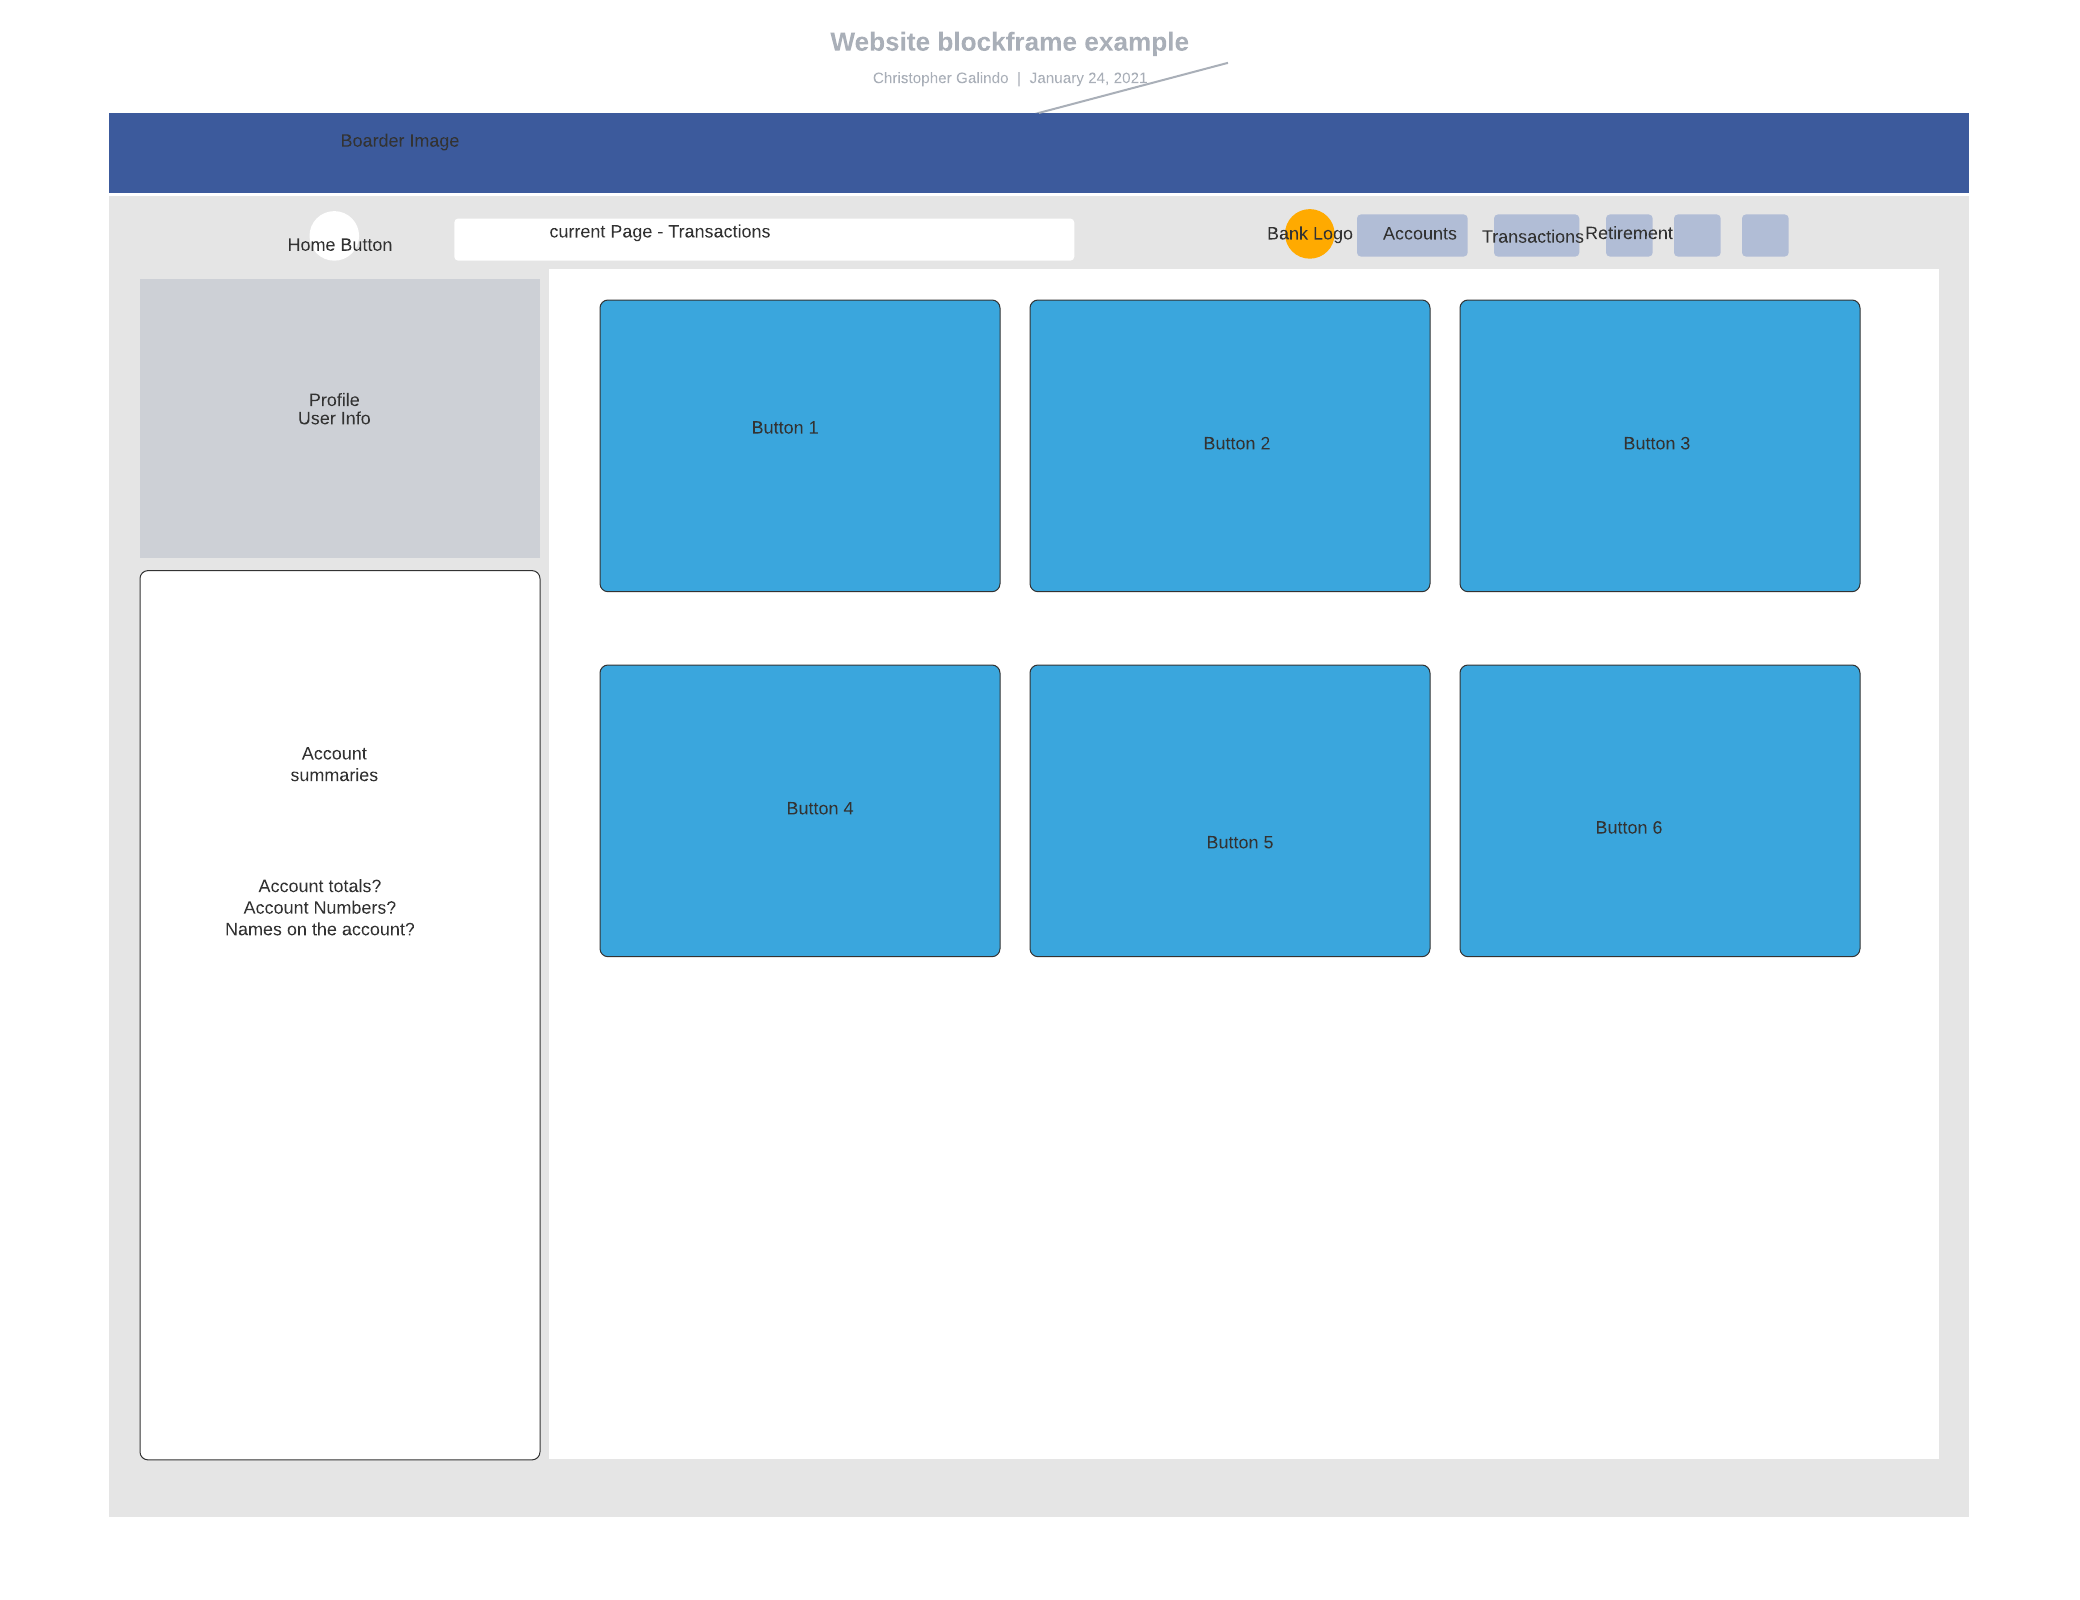 Website blockframe example
Christopher Galindo | January 24, 2021
Boarder Image
Home Button
current Page - Transactions
Bank Logo
Accounts
Transactions
Retirement
Profile
User Info
Button 1
Button 2
Button 3
Account
summaries
Account totals?
Account Numbers?
Names on the account?
Button 4
Button 5
Button 6